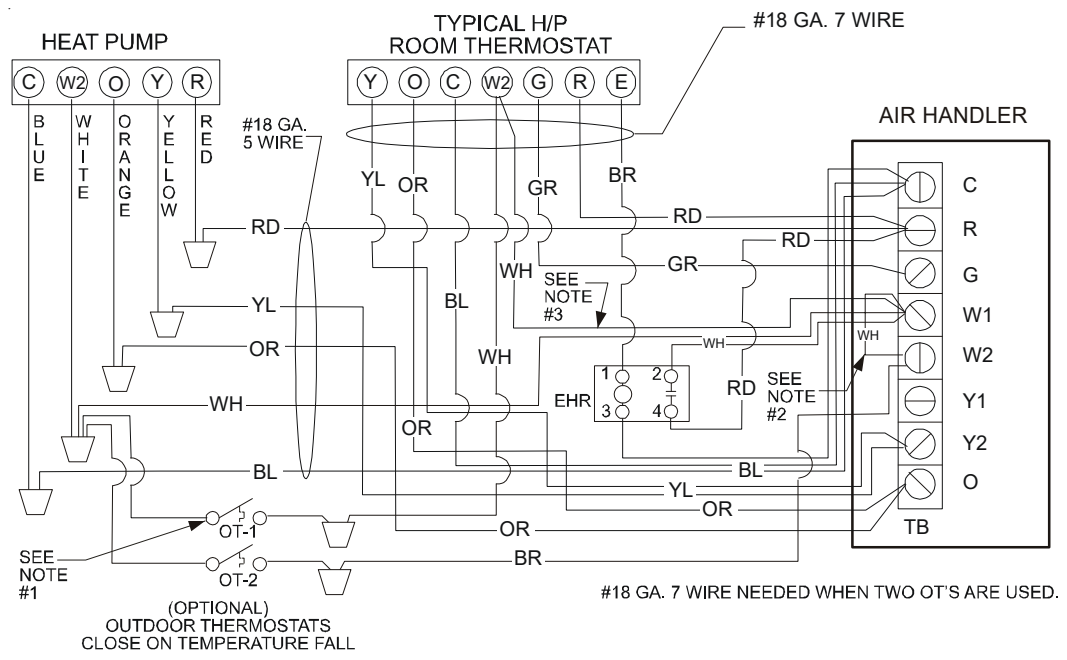 HEAT PUMP
C W2 O Y R
BLUE
WHITE
ORANGE
YELLOW
RED
#18 GA.
5 WIRE
TYPICAL H/P
ROOM THERMOSTAT
Y O C W2 G R E
#18 GA. 7 WIRE
AIR HANDLER
C
R
G
W1
W2
Y1
Y2
O
TB
YL
OR
GR
BR
RD
RD
RD
GR
WH
SEE
NOTE
#3
BL
YL
OR
WH
WH
WH
1 2
EHR
3 4
RD
SEE
NOTE
#2
WH
OR
BL
BL
YL
OR
OR
BR
OT-1
OT-2
SEE
NOTE
#1
(OPTIONAL)
OUTDOOR THERMOSTATS
CLOSE ON TEMPERATURE FALL
#18 GA. 7 WIRE NEEDED WHEN TWO OT'S ARE USED.